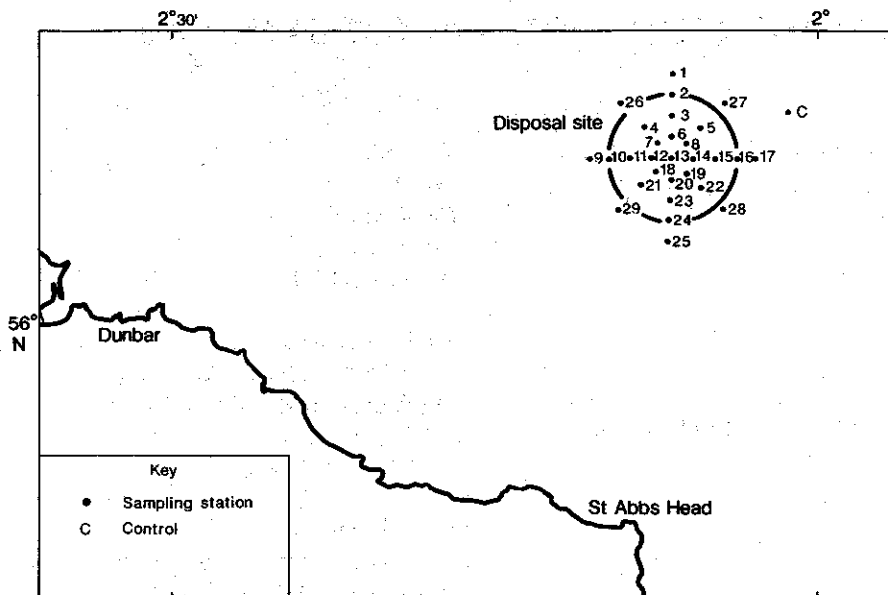 2°30' 2°
1
2
26 27
C
3
Disposal site
4 5
6
7 8
9 10 11 12 13 14 15 16 17
18 19
20
21 22
23
29 28
24
25
56°
N
Dunbar
Key
Sampling station
C Control
St Abbs Head